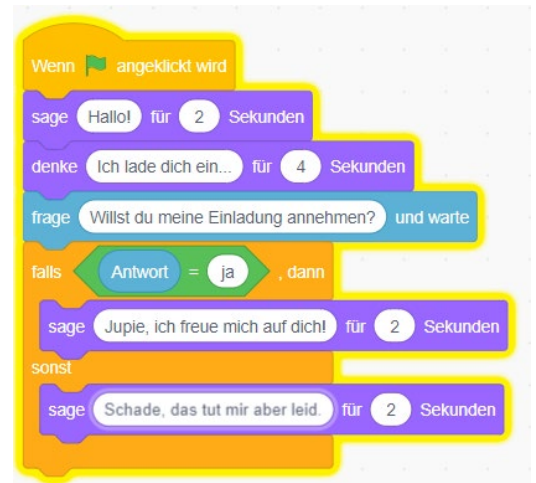 Wenn angeklickt wird
sage Hallo! für 2 Sekunden
denke Ich lade dich ein... für 4 Sekunden
frage Willst du meine Einladung annehmen? und warte
falls Antwort = ja , dann
sage Jupie, ich freue mich auf dich! für 2 Sekunden
sonst
sage Schade, das tut mir aber leid. für 2 Sekunden